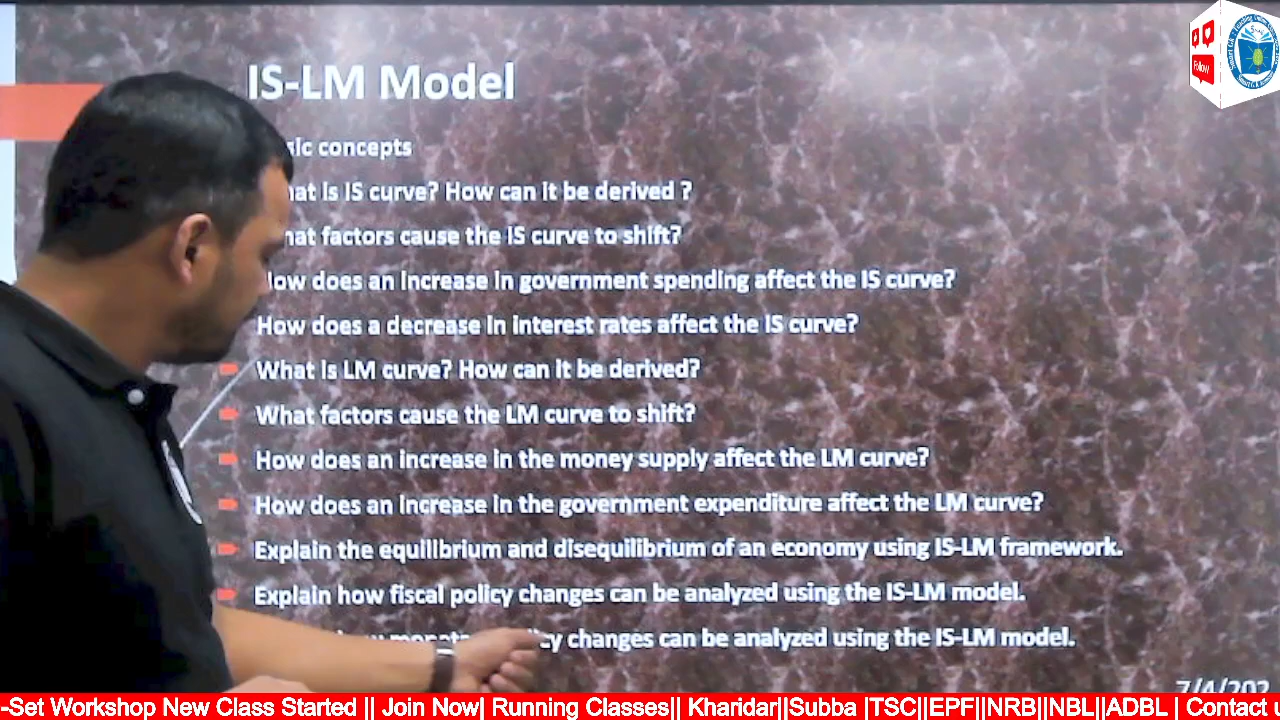 IS-LM Model
concepts
is IS curve? How can it be derived ?
factors cause the IS curve to shift?
How does an increase in government spending affect the IS curve?
How does a decrease in interest rates affect the IS curve?
What is LM curve? How can it be derived?
What factors cause the LM curve to shift?
How does an increase in the money supply affect the LM curve?
How does an increase in the government expenditure affect the LM curve?
Explain the equilibrium and disequilibrium of an economy using IS-LM framework.
Explain how fiscal policy changes can be analyzed using the IS-LM model.
changes can be analyzed using the IS-LM model.
Follow
-Set Workshop New Class Started || Join Now| Running Classes|| Kharidar||Subba |TSC||EPF||NRB||NBL||ADBL | Contact